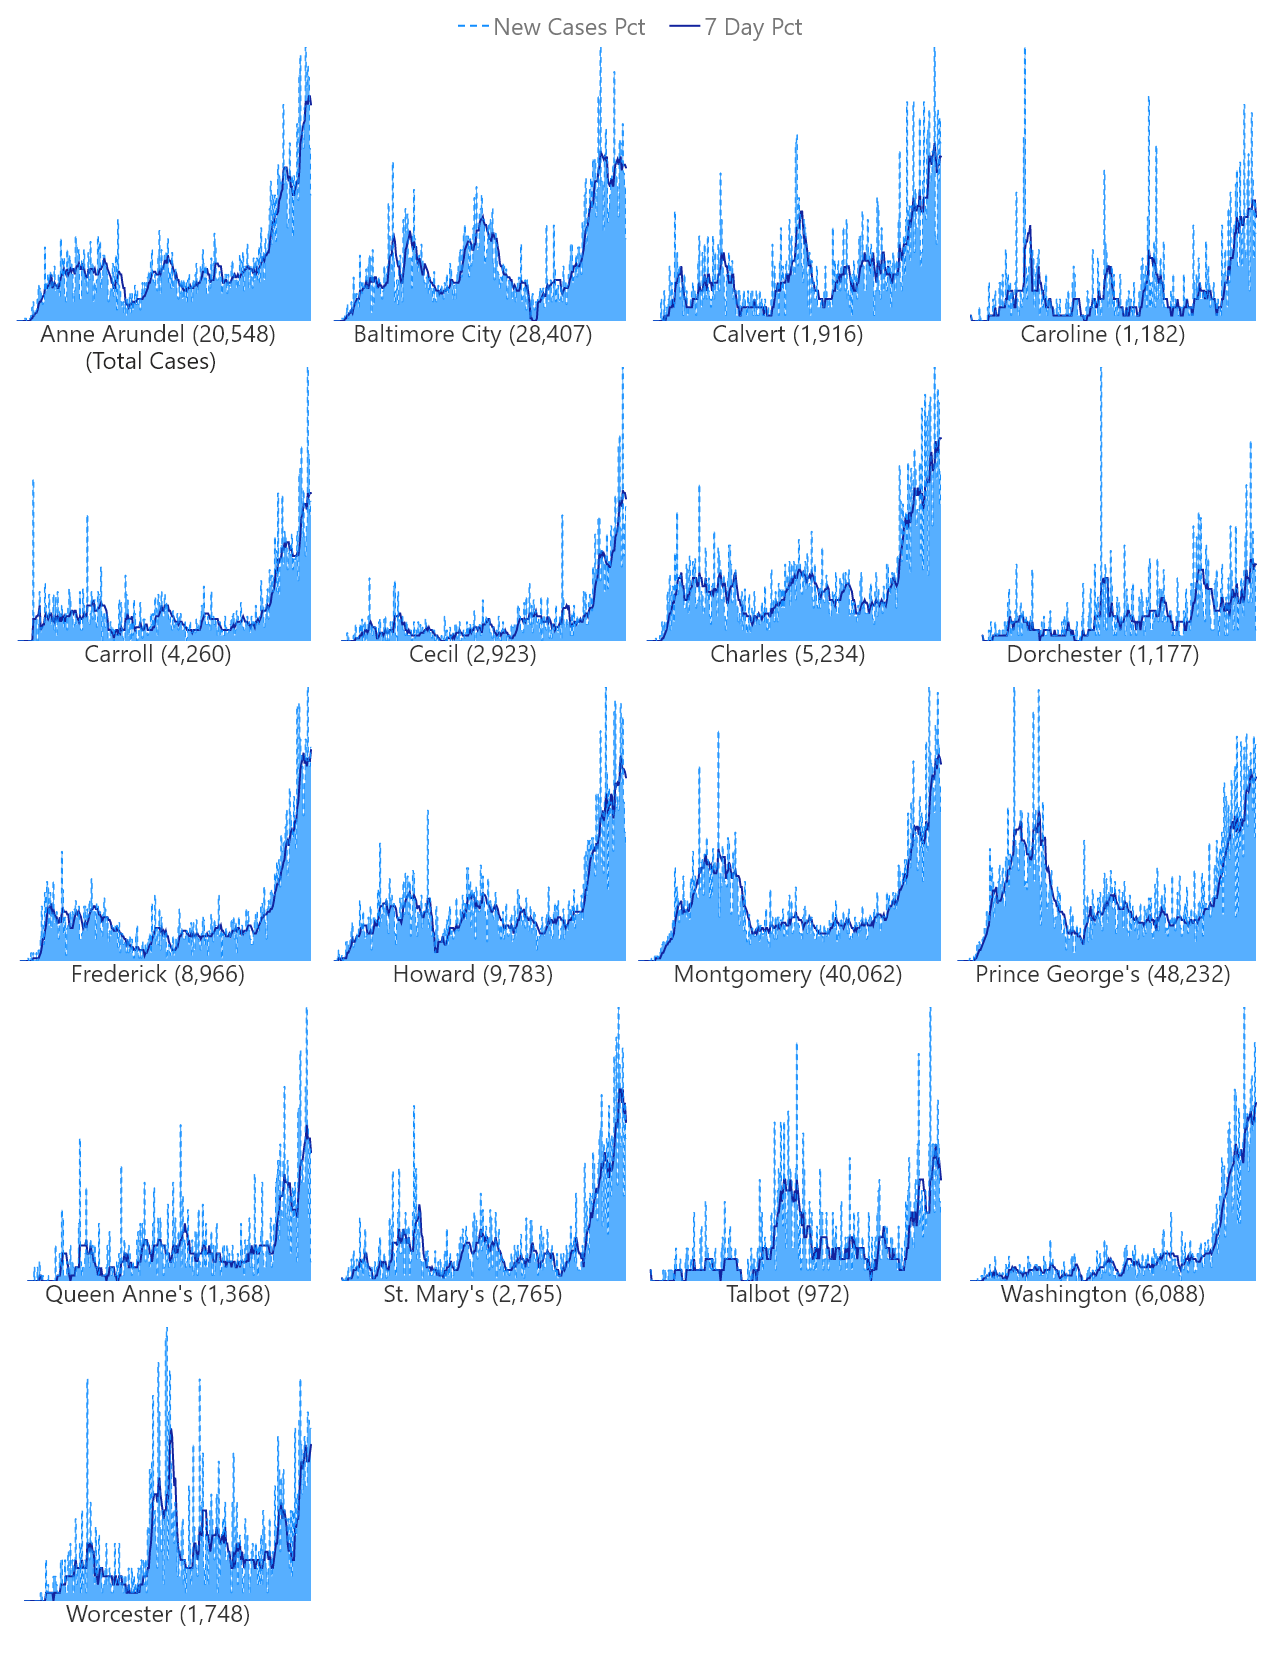 New Cases Pct 7 Day Pct
Anne Arundel (20,548) Baltimore City (28,407) Calvert (1,916) Caroline (1,182)
(Total Cases)
Carroll (4,260) Cecil (2,923) Charles (5,234) Dorchester (1,177)
Frederick (8,966) Howard (9,783) Montgomery (40,062) Prince George's (48,232)
Queen Anne's (1,368) St. Mary's (2,765) Talbot (972) Washington (6,088)
Worcester (1,748)